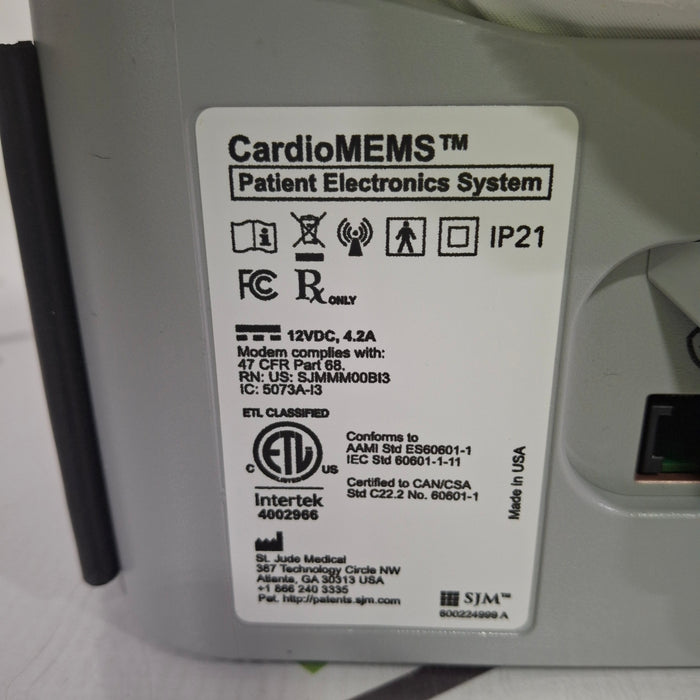 CardioMEMS™
Patient Electronics System
IP21
FC
Rx ONLY
12VDC, 4.2A
Modem complies with:
47 CFR Part 68.
RN: US: SJMMM00BI3
IC: 5073A-I3
ETL CLASSIFIED
C ETL US
LISTED
Intertek
4002966
Conforms to
AAMI Std ES60601-1
IEC Std 60601-1-11
Certified to CAN/CSA
Std C22.2 No. 60601-1
Made in USA
St. Jude Medical
387 Technology Circle NW
Atlanta, GA 30313 USA
+1 866 240 3335
Pat. http://patents.sjm.com
SJM™
600224999 A